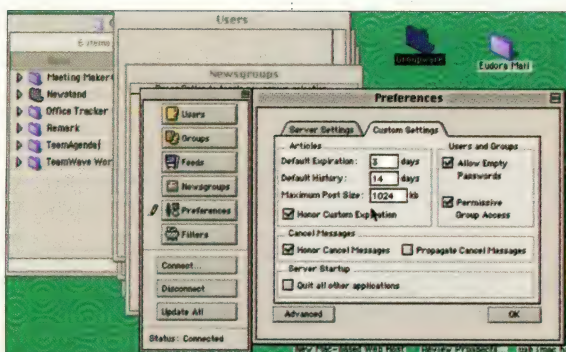 Users
6 items
Name
Meeting Maker
Newstand
Office Tracker
Remark
TeamAgenda
TeamWave Wor
Newsgroups
Groupware
Eudora Mail
Users
Groups
Feeds
Newsgroups
Preferences
Filters
Connect...
Disconnect
Update All
Status: Connected
Preferences
Server Settings
Custom Settings
Articles
Default Expiration: 3 days
Default History: 14 days
Maximum Post Size: 1024 kb
Honor Custom Expiration
Users and Groups
Allow Empty
Passwords
Permissive
Group Access
Cancel Messages
Honor Cancel Messages
Propagate Cancel Messages
Server Startup
Quit all other applications
Advanced
OK